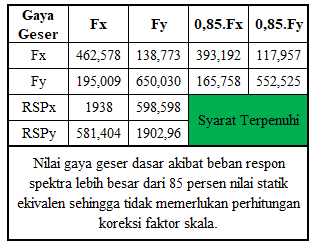 Gaya Geser Fx Fy 0,85.Fx 0,85.Fy
Fx 462,578 138,773 393,192 117,957
Fy 195,009 650,030 165,758 552,525
RSPx 1938 598,598 Syarat Terpenuhi
RSPy 581,404 1902,96
Nilai gaya geser dasar akibat beban respon
spektra lebih besar dari 85 persen nilai statik
ekivalen sehingga tidak memerlukan perhitungan
koreksi faktor skala.